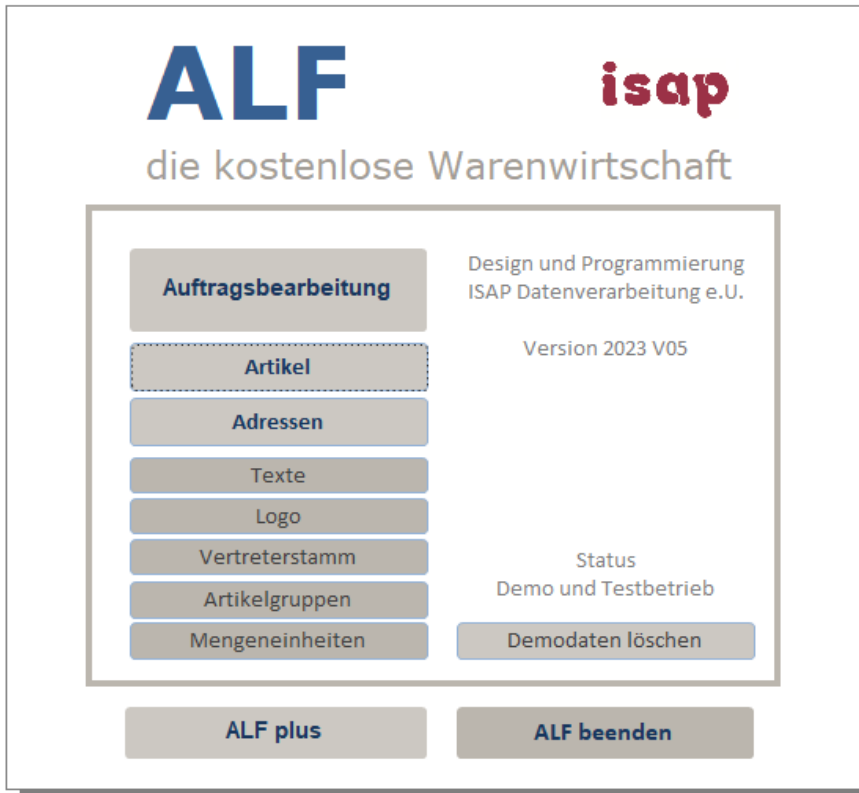 ALF
isap
die kostenlose Warenwirtschaft
Auftragsbearbeitung
Artikel
Adressen
Texte
Logo
Vertreterstamm
Artikelgruppen
Mengeneinheiten
Design und Programmierung
ISAP Datenverarbeitung e.U.
Version 2023 V05
Status
Demo und Testbetrieb
Demodaten löschen
ALF plus
ALF beenden